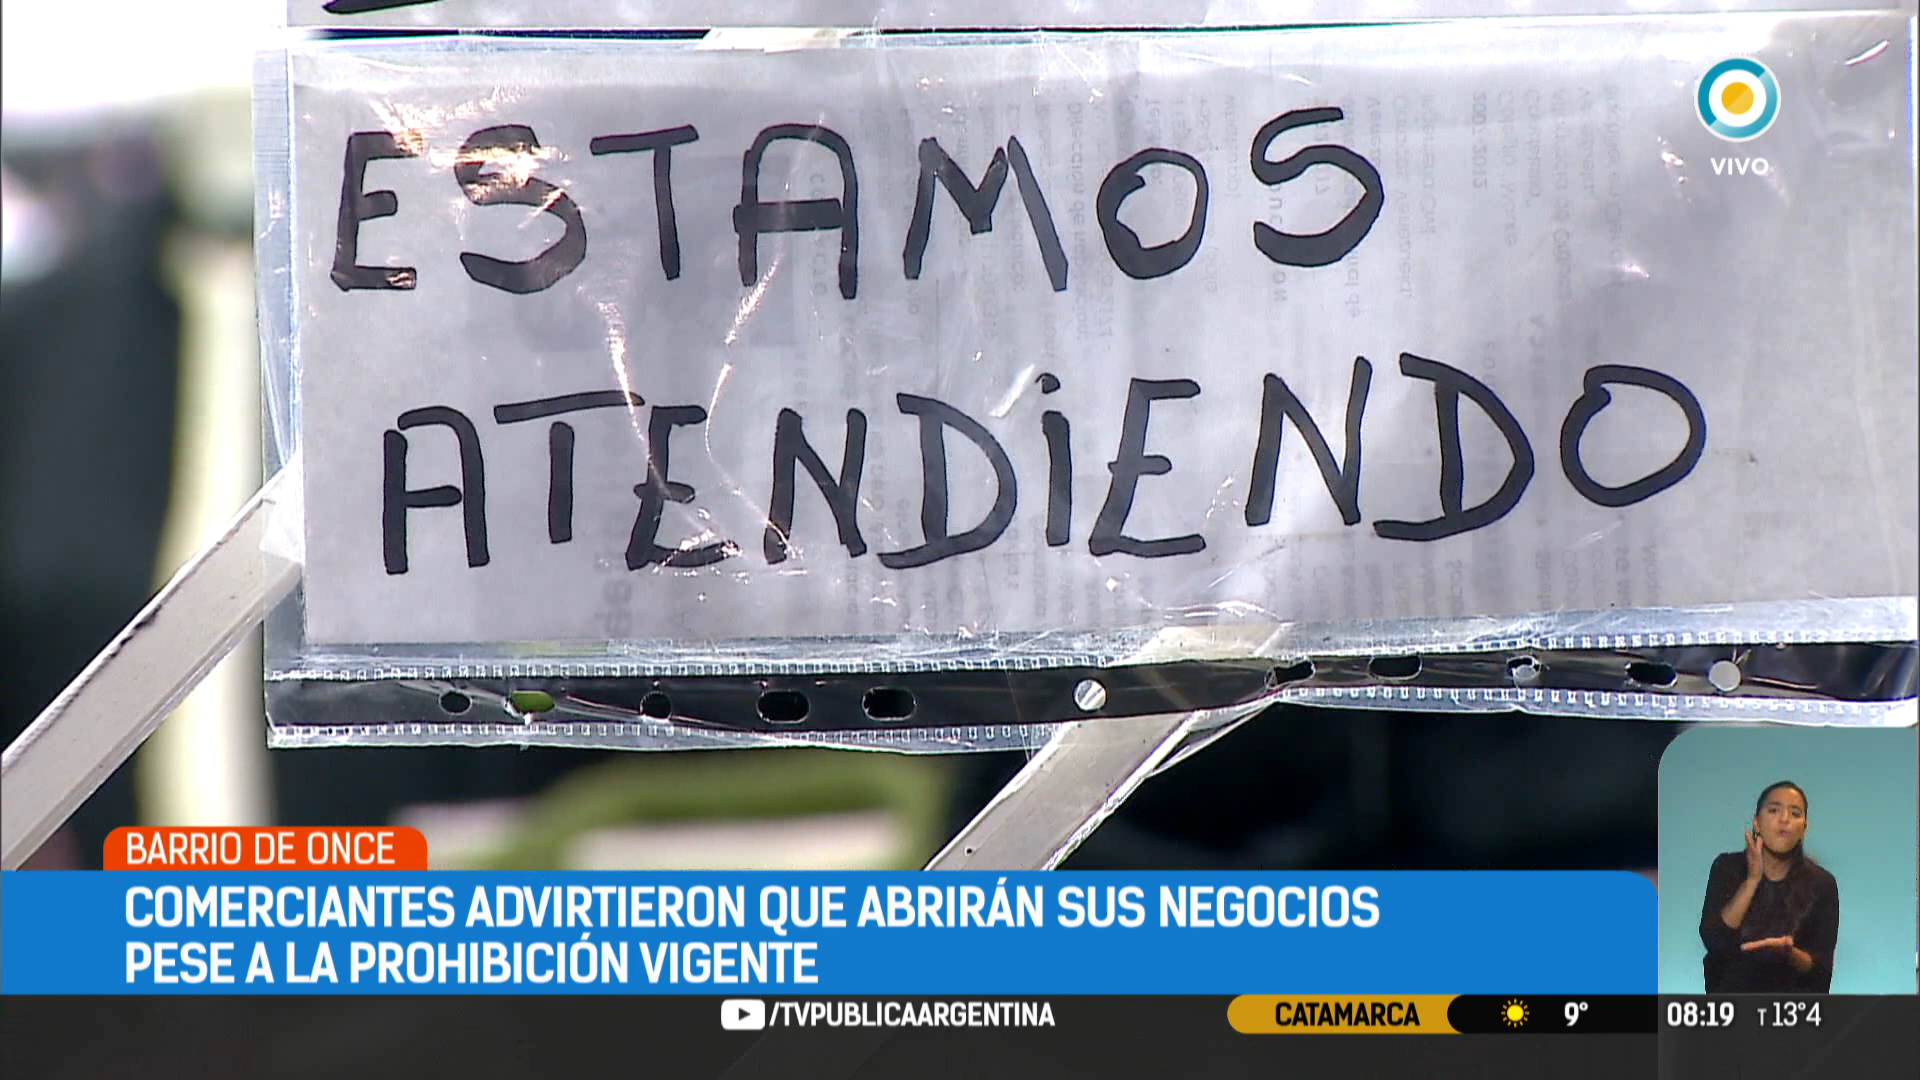 ESTAMOS
ATENDiENDO
VIVO
BARRIO DE ONCE
COMERCIANTES ADVIRTIERON QUE ABRIRÁN SUS NEGOCIOS
PESE A LA PROHIBICIÓN VIGENTE
/TVPUBLICAARGENTINA
CATAMARCA 9° 08:19 T 13°4